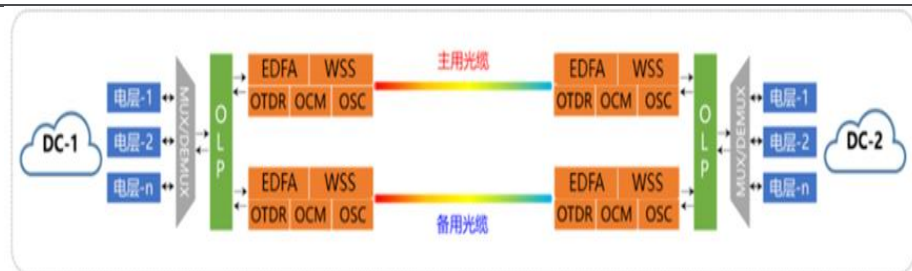 DC-1
电层-1
电层-2
电层-n
MUX/DEMUX
OLP
EDFA WSS
OTDR OCM OSC
主用光缆
EDFA WSS
OTDR OCM OSC
EDFA WSS
OTDR OCM OSC
备用光缆
EDFA WSS
OTDR OCM OSC
OLP
MUX/DEMUX
电层-1
电层-2
电层-n
DC-2